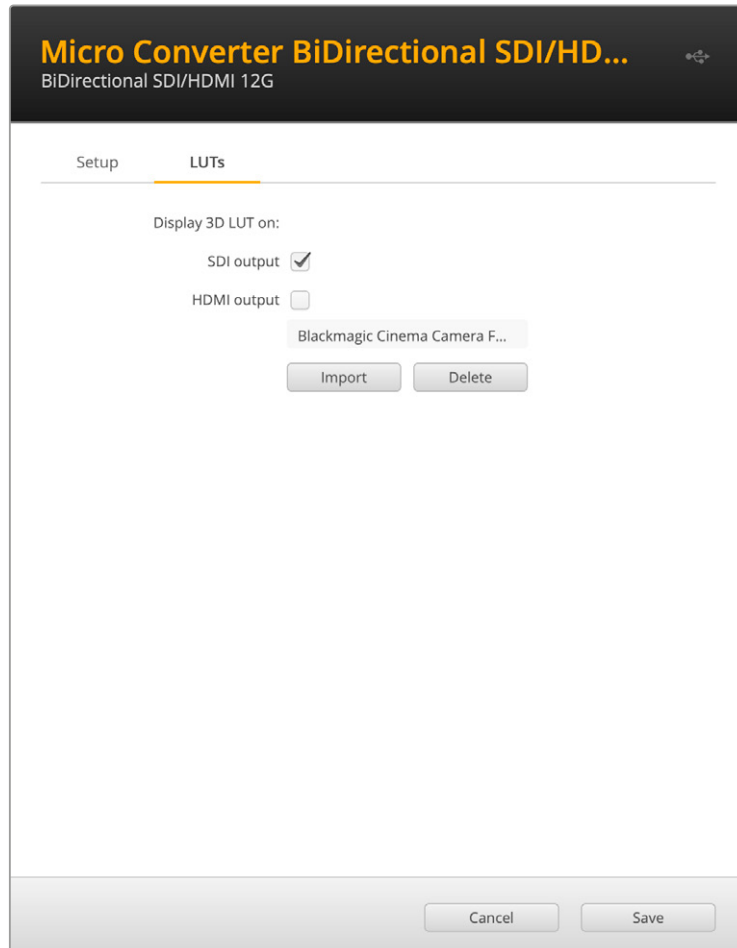 Micro Converter BiDirectional SDI/HD...
BiDirectional SDI/HDMI 12G
Setup LUTs
Display 3D LUT on:
SDI output
HDMI output
Blackmagic Cinema Camera F...
Import Delete
Cancel Save